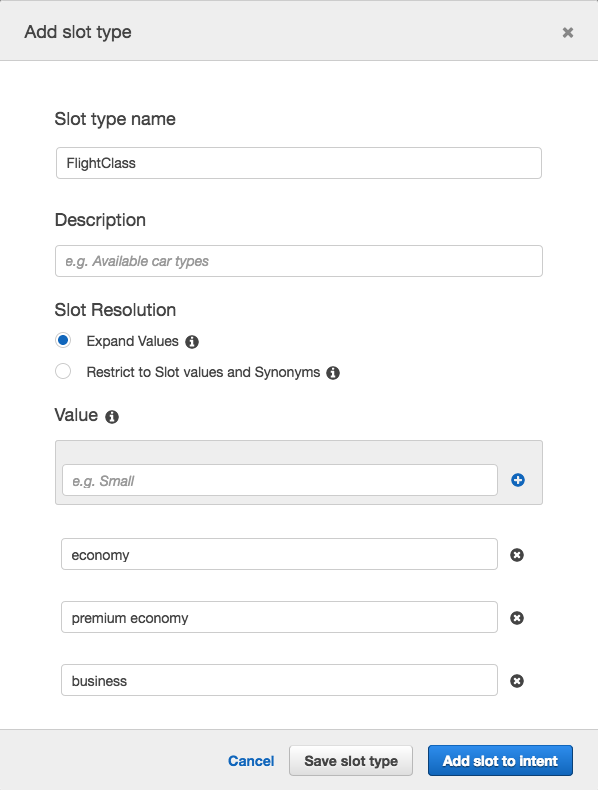 Add slot type
Slot type name
FlightClass
Description
e.g. Available car types
Slot Resolution
Expand Values
Restrict to Slot values and Synonyms
Value
e.g. Small
economy
premium economy
business
Cancel Save slot type Add slot to intent